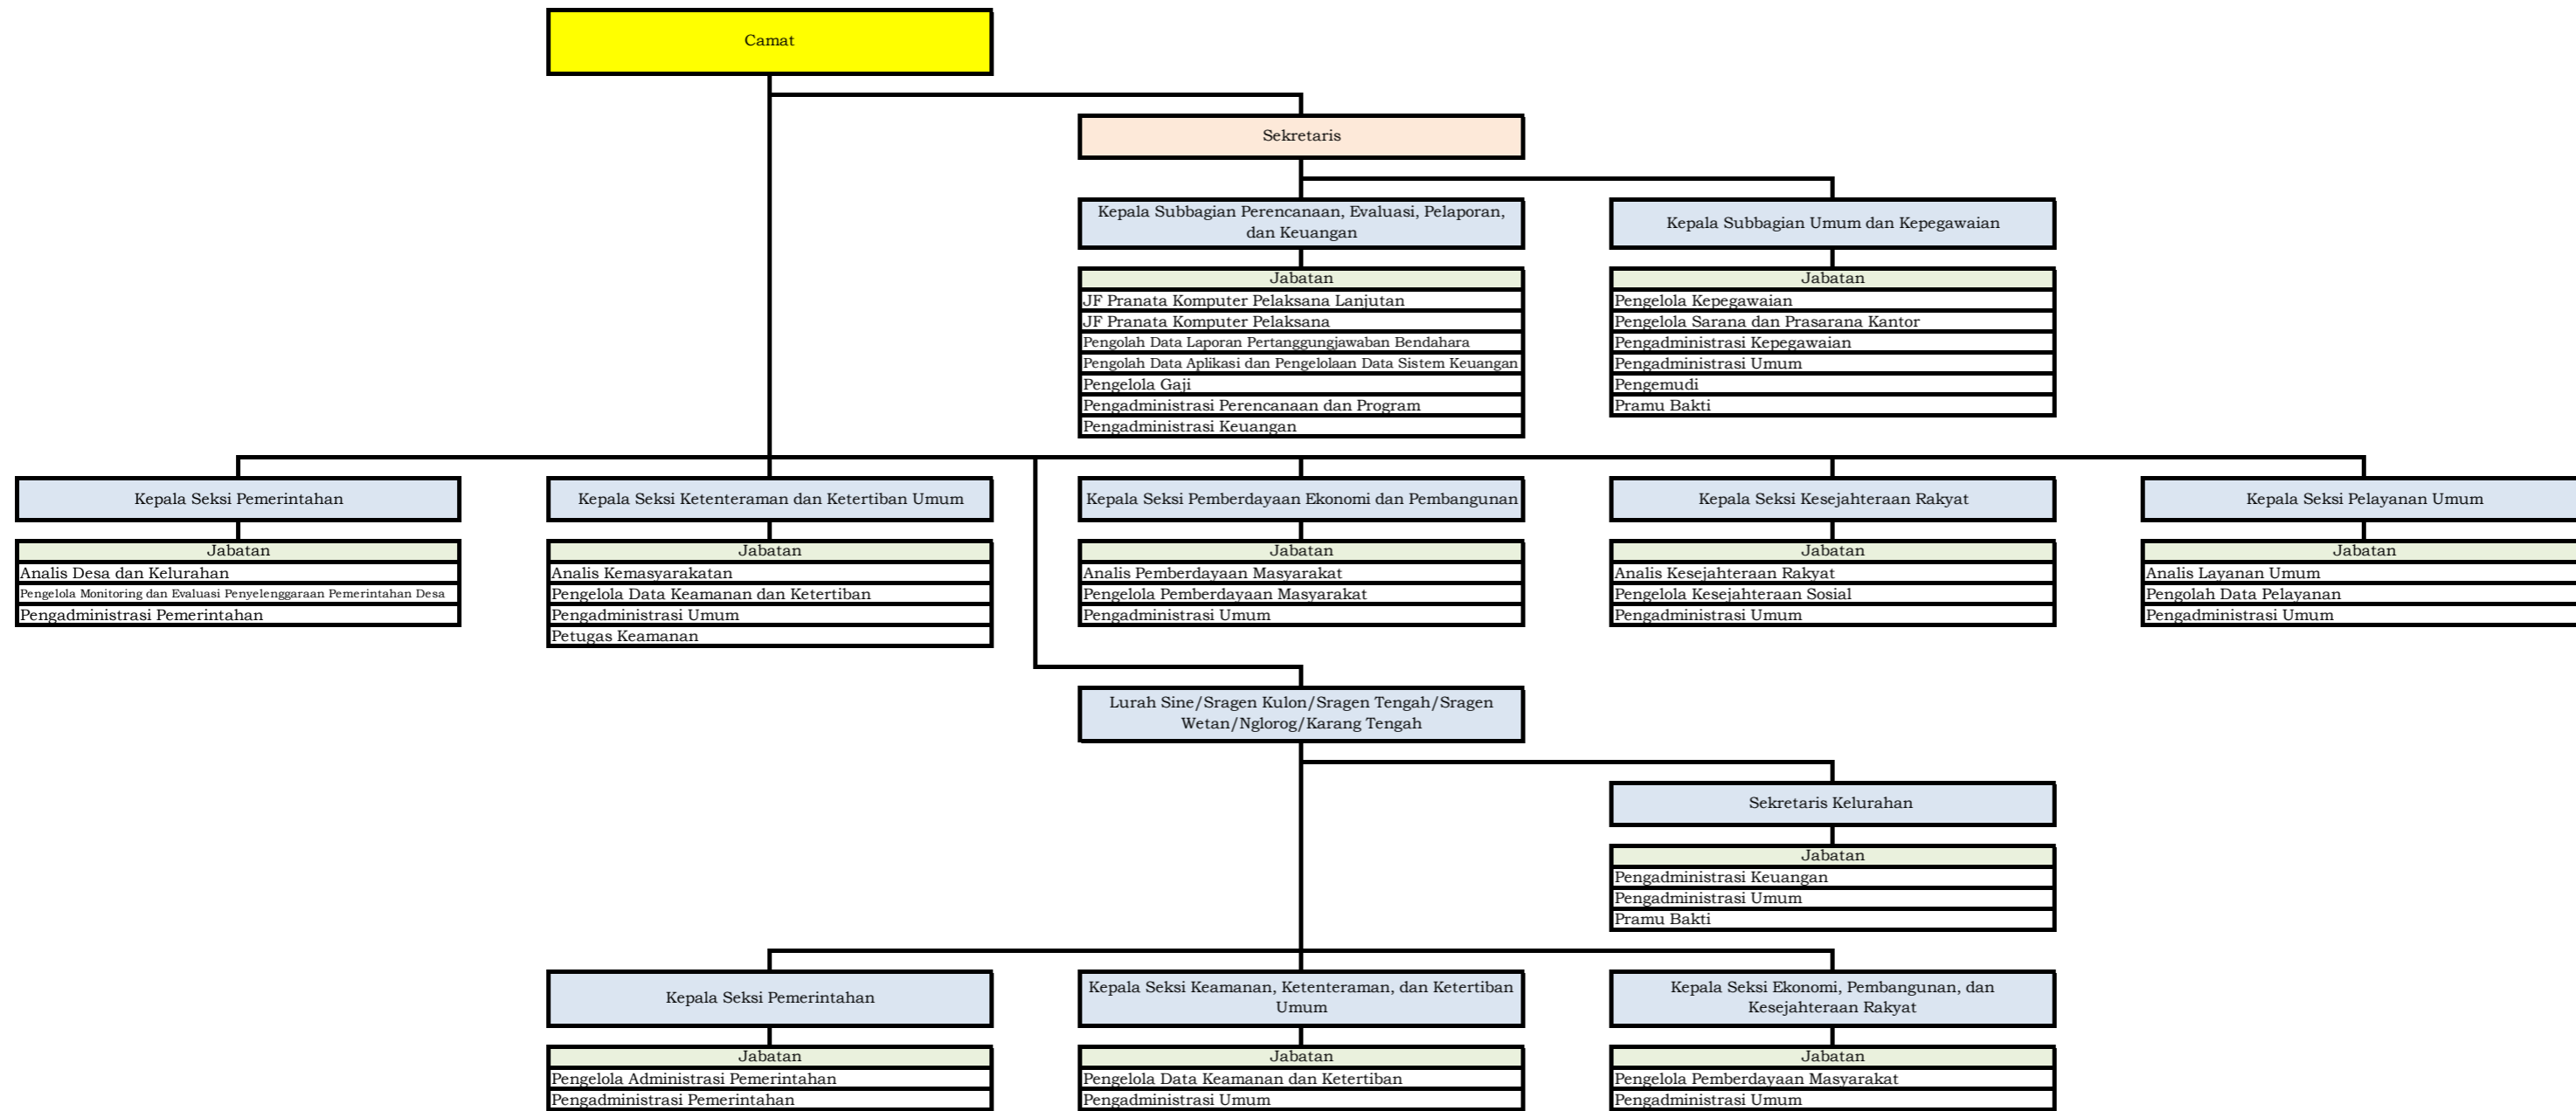 Camat
Sekretaris
Kepala Subbagian Perencanaan, Evaluasi, Pelaporan,
dan Keuangan
Jabatan
JF Pranata Komputer Pelaksana Lanjutan
JF Pranata Komputer Pelaksana
Pengolah Data Laporan Pertanggungjawaban Bendahara
Pengolah Data Aplikasi dan Pengelolaan Data Sistem Keuangan
Pengelola Gaji
Pengadministrasi Perencanaan dan Program
Pengadministrasi Keuangan
Kepala Subbagian Umum dan Kepegawaian
Jabatan
Pengelola Kepegawaian
Pengelola Sarana dan Prasarana Kantor
Pengadministrasi Kepegawaian
Pengadministrasi Umum
Pengemudi
Pramu Bakti
Kepala Seksi Pemerintahan
Jabatan
Analis Desa dan Kelurahan
Pengelola Monitoring dan Evaluasi Penyelenggaraan Pemerintahan Desa
Pengadministrasi Pemerintahan
Kepala Seksi Ketenteraman dan Ketertiban Umum
Jabatan
Analis Kemasyarakatan
Pengelola Data Keamanan dan Ketertiban
Pengadministrasi Umum
Petugas Keamanan
Kepala Seksi Pemberdayaan Ekonomi dan Pembangunan
Jabatan
Analis Pemberdayaan Masyarakat
Pengelola Pemberdayaan Masyarakat
Pengadministrasi Umum
Kepala Seksi Kesejahteraan Rakyat
Jabatan
Analis Kesejahteraan Rakyat
Pengelola Kesejahteraan Sosial
Pengadministrasi Umum
Kepala Seksi Pelayanan Umum
Jabatan
Analis Layanan Umum
Pengolah Data Pelayanan
Pengadministrasi Umum
Lurah Sine/Sragen Kulon/Sragen Tengah/Sragen
Wetan/Nglorog/Karang Tengah
Sekretaris Kelurahan
Jabatan
Pengadministrasi Keuangan
Pengadministrasi Umum
Pramu Bakti
Kepala Seksi Pemerintahan
Jabatan
Pengelola Administrasi Pemerintahan
Pengadministrasi Pemerintahan
Kepala Seksi Keamanan, Ketenteraman, dan Ketertiban
Umum
Jabatan
Pengelola Data Keamanan dan Ketertiban
Pengadministrasi Umum
Kepala Seksi Ekonomi, Pembangunan, dan
Kesejahteraan Rakyat
Jabatan
Pengelola Pemberdayaan Masyarakat
Pengadministrasi Umum